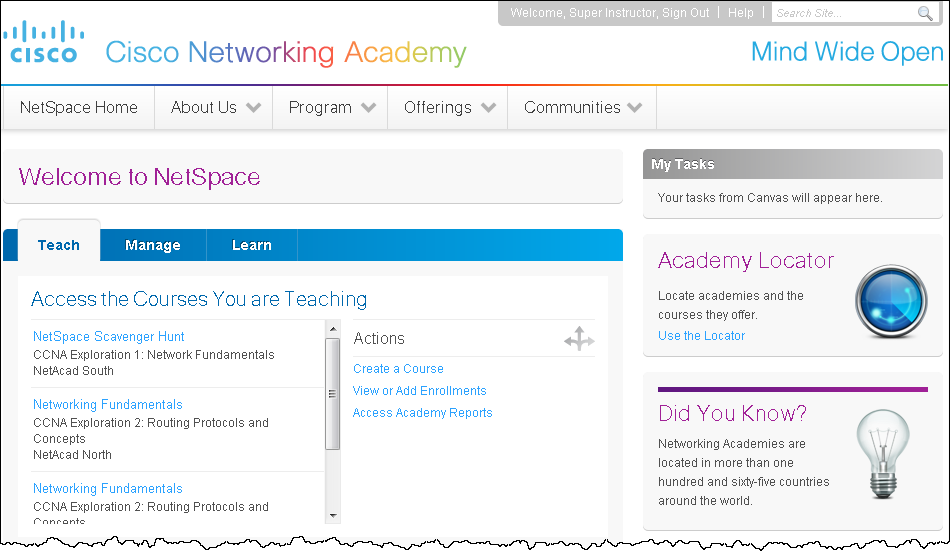 Welcome, Super Instructor, Sign Out | Help |
Search Site...
CISCO
Cisco Networking Academy
Mind Wide Open
NetSpace Home
About Us
Program
Offerings
Communities
Welcome to NetSpace
Teach
Manage
Learn
Access the Courses You are Teaching
NetSpace Scavenger Hunt
CCNA Exploration 1: Network Fundamentals
NetAcad South
Networking Fundamentals
CCNA Exploration 2: Routing Protocols and
Concepts
NetAcad North
Networking Fundamentals
CCNA Exploration 2: Routing Protocols and
Concepts
Actions
Create a Course
View or Add Enrollments
Access Academy Reports
My Tasks
Your tasks from Canvas will appear here.
Academy Locator
Locate academies and the
courses they offer.
Use the Locator
Did You Know?
Networking Academies are
located in more than one
hundred and sixty-five countries
around the world.